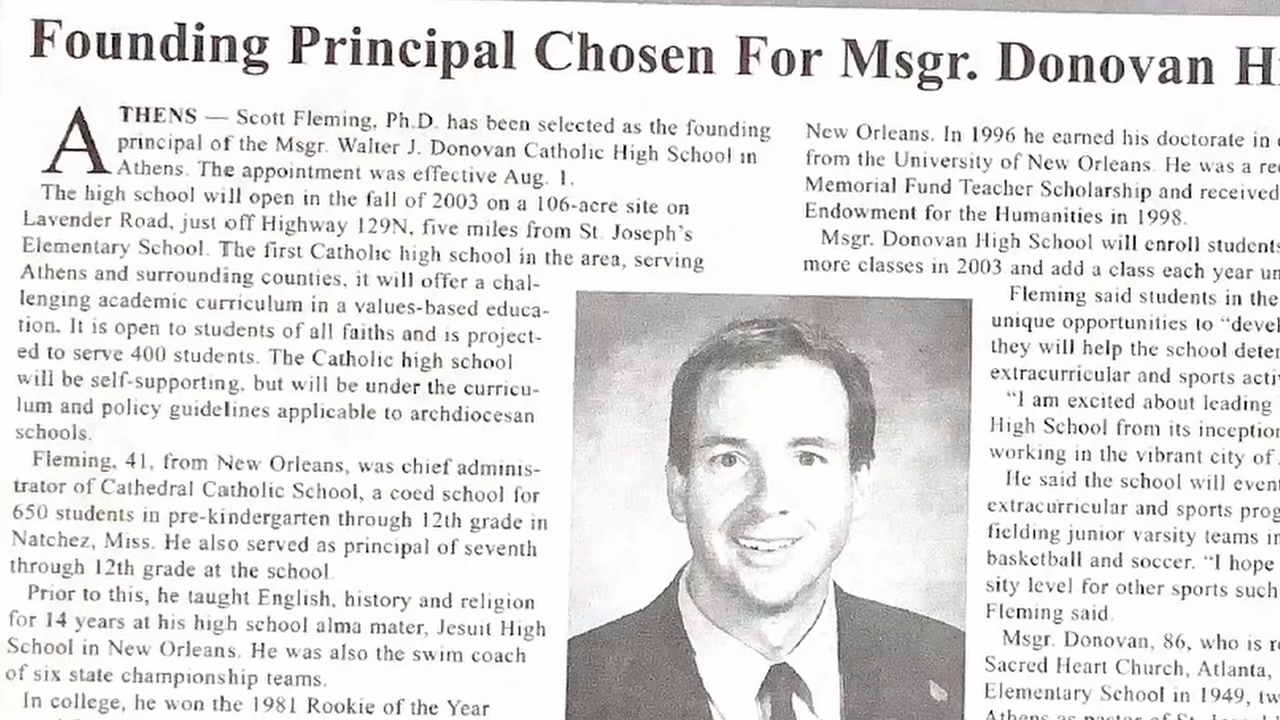 Founding Principal Chosen For Msgr. Donovan
ATHENS — Scott Fleming, Ph.D. has been selected as the founding
principal of the Msgr. Walter J. Donovan Catholic High School in
Athens. The appointment was effective Aug. 1.
The high school will open in the fall of 2003 on a 106-acre site on
Lavender Road, just off Highway 129N, five miles from St. Joseph's
Elementary School. The first Catholic high school in the area, serving
Athens and surrounding counties, it will offer a chal-
lenging academic curriculum in a values-based educa-
tion. It is open to students of all faiths and is project-
ed to serve 400 students. The Catholic high school
will be self-supporting, but will be under the curricu-
lum and policy guidelines applicable to archdiocesan
schools.
Fleming, 41, from New Orleans, was chief adminis-
trator of Cathedral Catholic School, a coed school for
650 students in pre-kindergarten through 12th grade in
Natchez, Miss. He also served as principal of seventh
through 12th grade at the school.
Prior to this, he taught English, history and religion
for 14 years at his high school alma mater, Jesuit High
School in New Orleans. He was also the swim coach
of six state championship teams.
In college, he won the 1981 Rookie of the Year
New Orleans. In 1996 he earned his doctorate in
from the University of New Orleans. He was a
Memorial Fund Teacher Scholarship and received
Endowment for the Humanities in 1998.
Msgr. Donovan High School will enroll students
more classes in 2003 and add a class each year
Fleming said students in the
unique opportunities to "devel
they will help the school deter
extracurricular and sports
"I am excited about leading
High School from its inception
working in the vibrant city of
He said the school will
extracurricular and sports
fielding junior varsity teams in
basketball and soccer. "I hope
sity level for other sports such
Fleming said.
Msgr. Donovan, 86, who is
Sacred Heart Church, Atlanta,
Elementary School in 1949,
Athens as pastor of St.